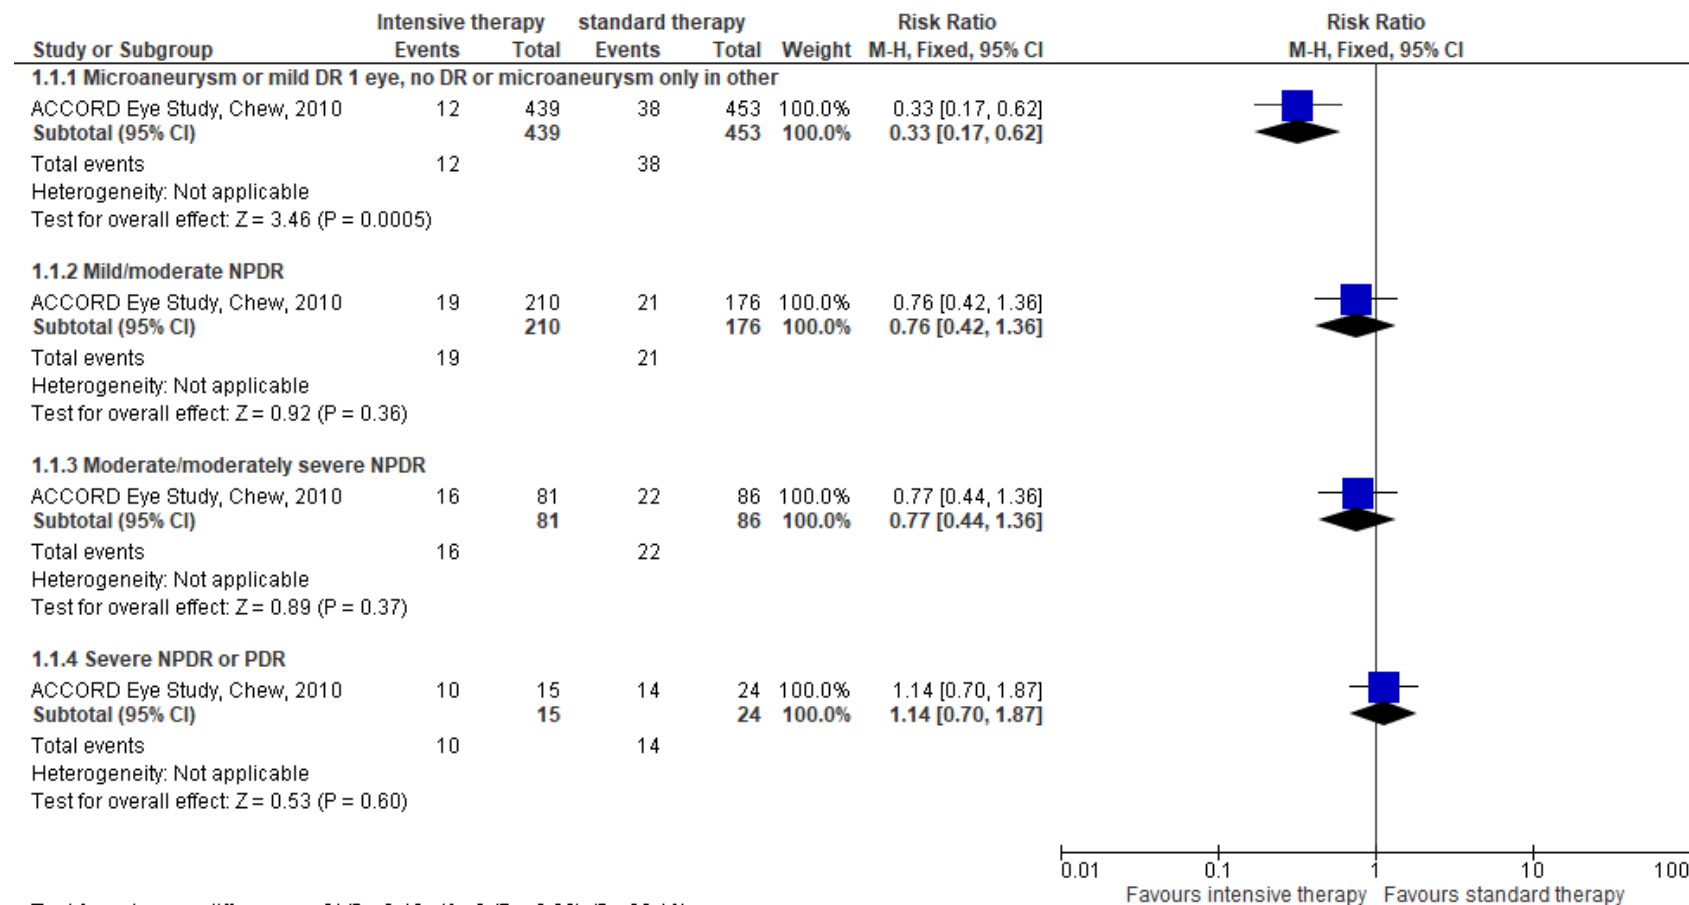 Intensive therapy standard therapy Risk Ratio Risk Ratio
Study or Subgroup Events Total Events Total Weight M-H, Fixed, 95% CI M-H, Fixed, 95% CI
1.1.1 Microaneurysm or mild DR 1 eye, no DR or microaneurysm only in other
ACCORD Eye Study, Chew, 2010 12 439 38 453 100.0% 0.33 [0.17, 0.62]
Subtotal (95% CI) 439 453 100.0% 0.33 [0.17, 0.62]
Total events 12 38
Heterogeneity: Not applicable
Test for overall effect: Z = 3.46 (P = 0.0005)
1.1.2 Mild/moderate NPDR
ACCORD Eye Study, Chew, 2010 19 210 21 176 100.0% 0.76 [0.42, 1.36]
Subtotal (95% CI) 210 176 100.0% 0.76 [0.42, 1.36]
Total events 19 21
Heterogeneity: Not applicable
Test for overall effect: Z = 0.92 (P = 0.36)
1.1.3 Moderate/moderately severe NPDR
ACCORD Eye Study, Chew, 2010 16 81 22 86 100.0% 0.77 [0.44, 1.36]
Subtotal (95% CI) 81 86 100.0% 0.77 [0.44, 1.36]
Total events 16 22
Heterogeneity: Not applicable
Test for overall effect: Z = 0.89 (P = 0.37)
1.1.4 Severe NPDR or PDR
ACCORD Eye Study, Chew, 2010 10 15 14 24 100.0% 1.14 [0.70, 1.87]
Subtotal (95% CI) 15 24 100.0% 1.14 [0.70, 1.87]
Total events 10 14
Heterogeneity: Not applicable
Test for overall effect: Z = 0.53 (P = 0.60)
0.01 0.1 1 10 100
Favours intensive therapy Favours standard therapy